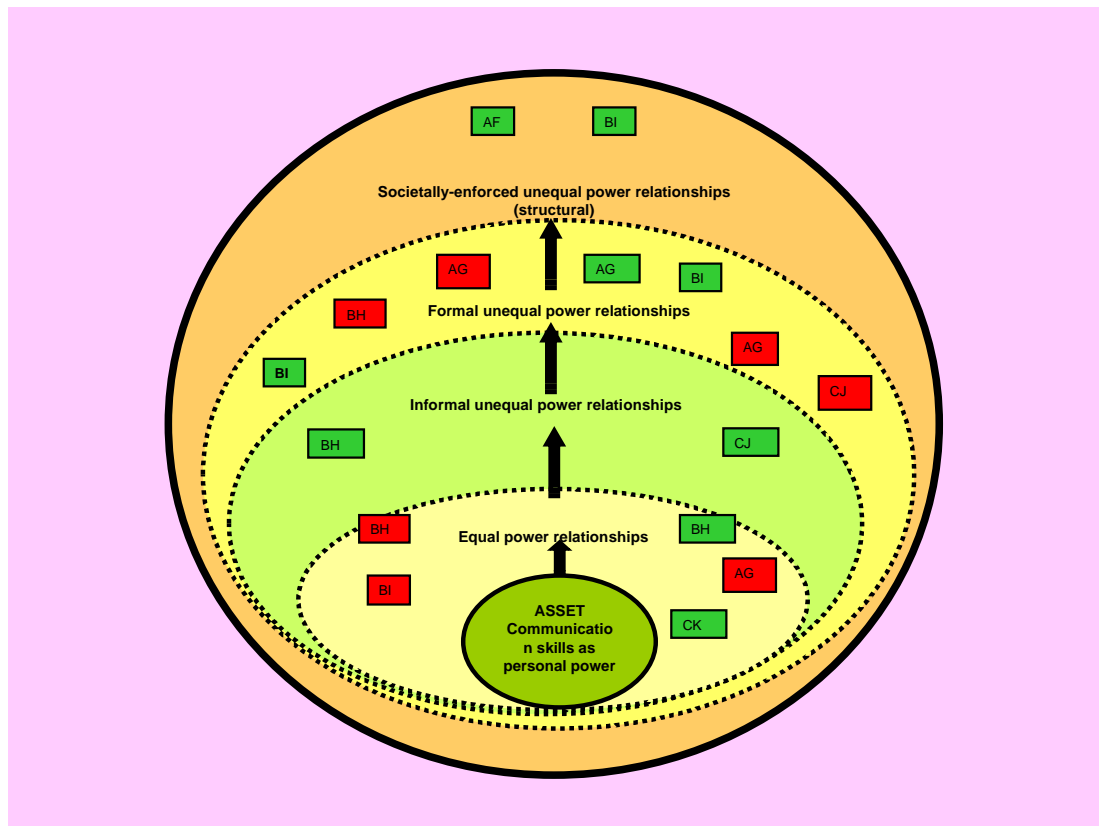 AF
BI
Societally-enforced unequal power relationships
(structural)
AG
AG
BI
BH
Formal unequal power relationships
AG
BI
CJ
Informal unequal power relationships
BH
CJ
BH
BH
Equal power relationships
AG
BI
ASSET
Communicatio
n skills as
personal power
CK